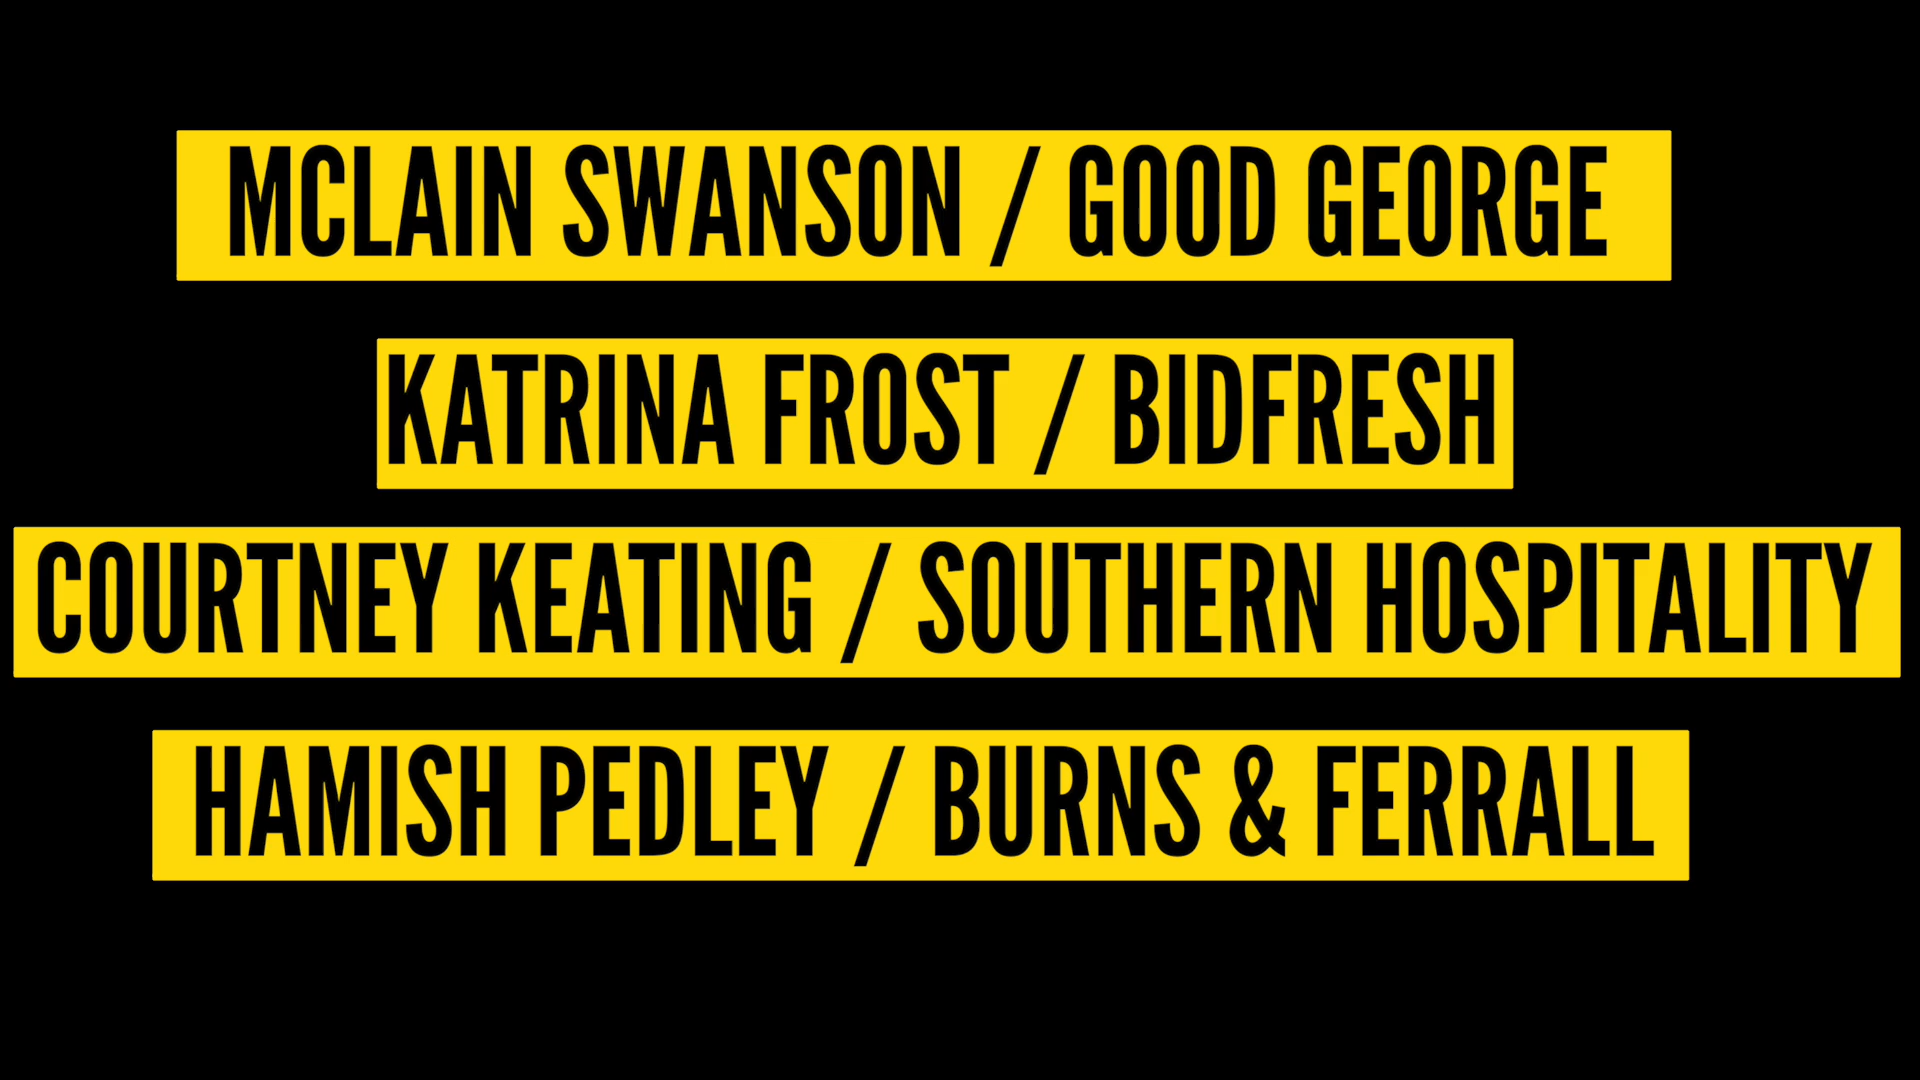 MCLAIN SWANSON / GOOD GEORGE
KATRINA FROST / BIDFRESH
COURTNEY KEATING / SOUTHERN HOSPITALITY
HAMISH PEDLEY / BURNS & FERRALL